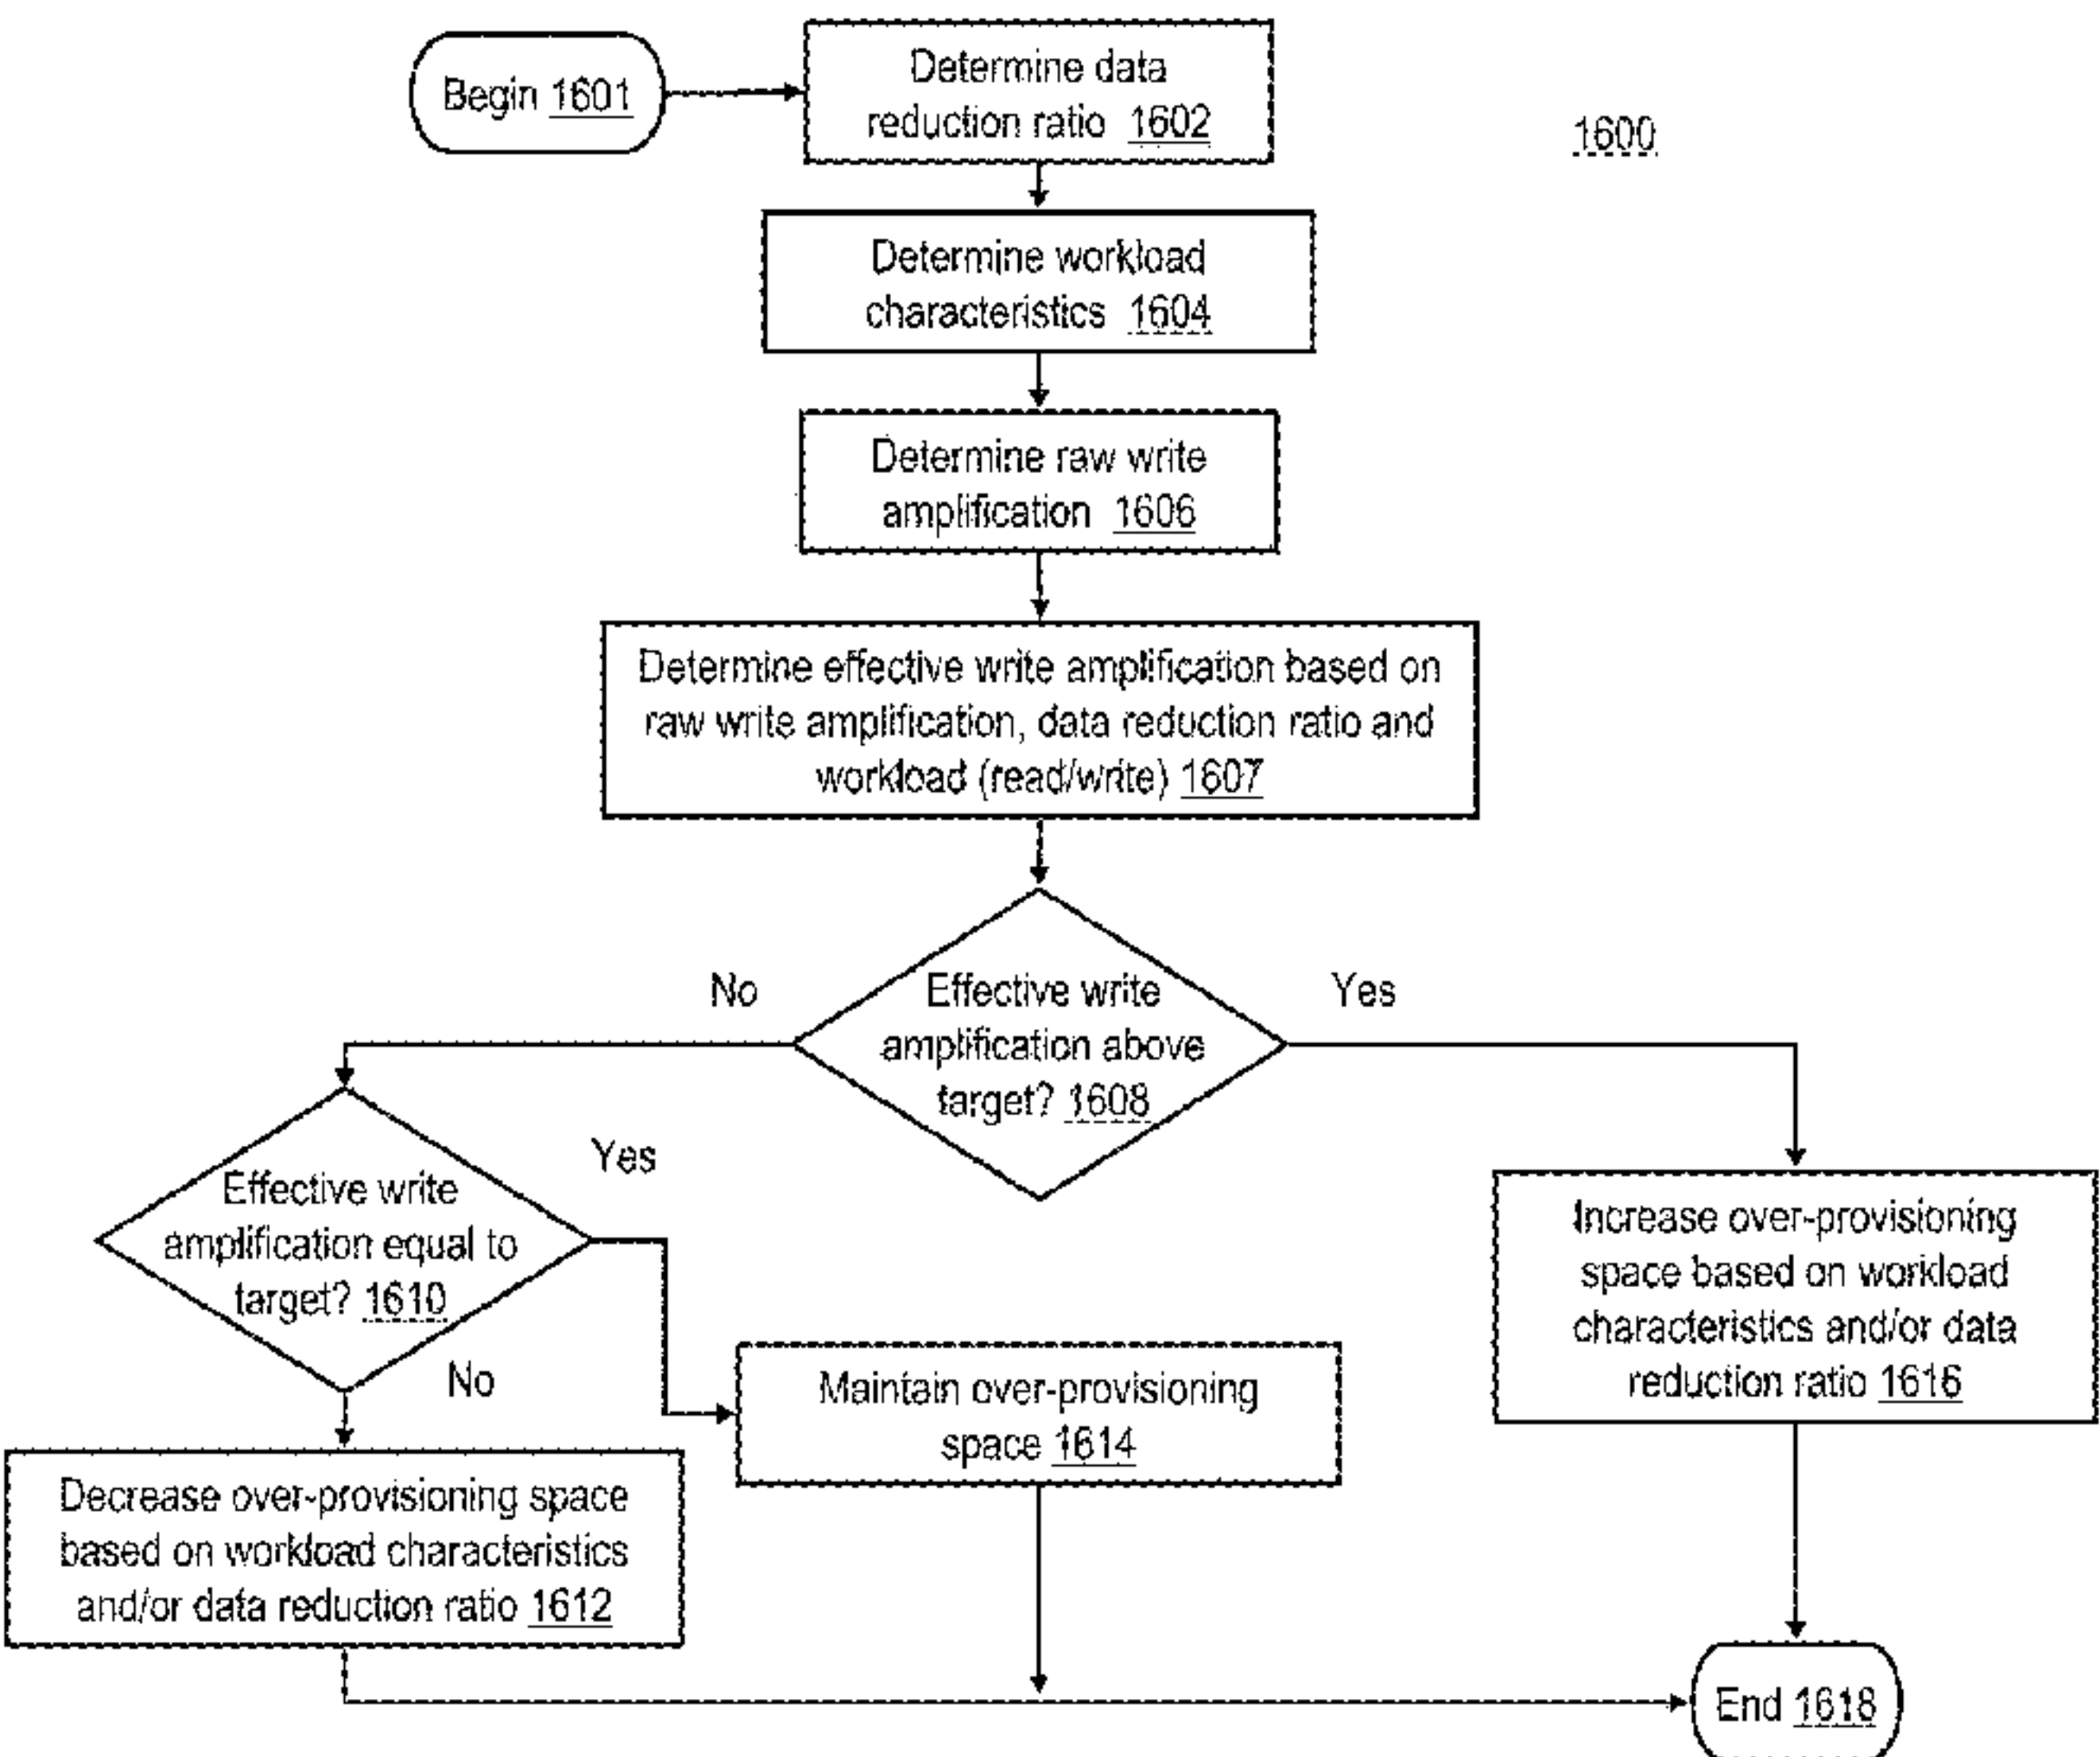 Begin 1601
Determine data
reduction ratio 1602
1600
Determine workload
characteristics 1604
Determine raw write
amplification 1606
Determine effective write amplification based on
raw write amplification, data reduction ratio and
workload (read/write) 1607
No
Effective write
amplification above
target? 1608
Yes
Effective write
amplification equal to
target? 1610
Yes
No
Increase over-provisioning
space based on workload
characteristics and/or data
reduction ratio 1616
Maintain over-provisioning
space 1614
Decrease over-provisioning space
based on workload characteristics
and/or data reduction ratio 1612
End 1618